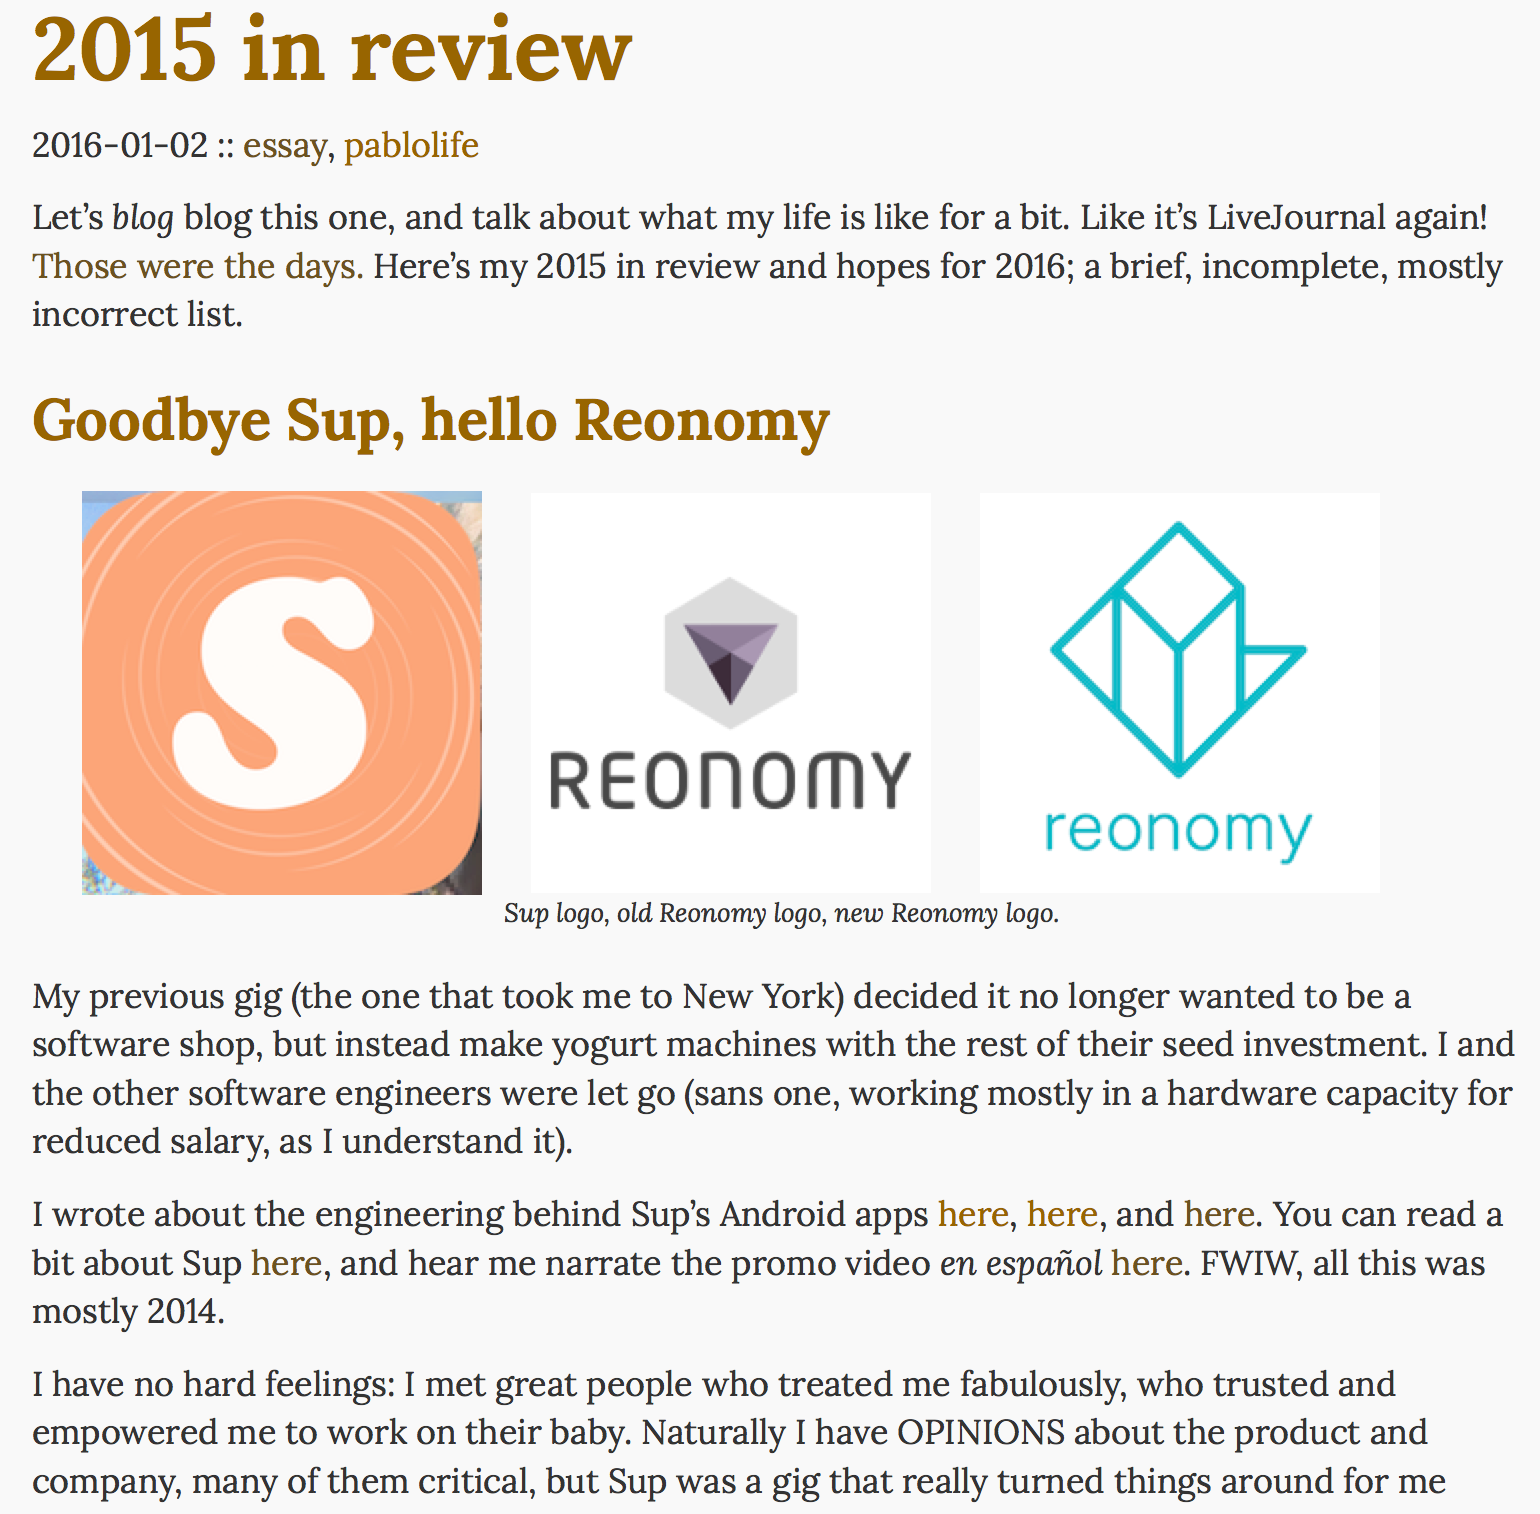 2015 in review
2016-01-02 :: essay, pablolife
Let’s blog blog this one, and talk about what my life is like for a bit. Like it’s LiveJournal again!
Those were the days. Here’s my 2015 in review and hopes for 2016; a brief, incomplete, mostly
incorrect list.
Goodbye Sup, hello Reonomy
S
REONOMY
reonomy
Sup logo, old Reonomy logo, new Reonomy logo.
My previous gig (the one that took me to New York) decided it no longer wanted to be a
software shop, but instead make yogurt machines with the rest of their seed investment. I and
the other software engineers were let go (sans one, working mostly in a hardware capacity for
reduced salary, as I understand it).
I wrote about the engineering behind Sup’s Android apps here, here, and here. You can read a
bit about Sup here, and hear me narrate the promo video en español here. FWIW, all this was
mostly 2014.
I have no hard feelings: I met great people who treated me fabulously, who trusted and
empowered me to work on their baby. Naturally I have OPINIONS about the product and
company, many of them critical, but Sup was a gig that really turned things around for me